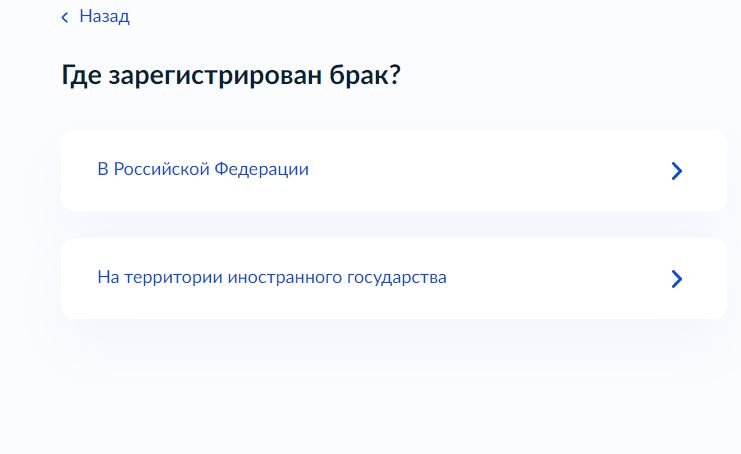 Назад
Где зарегистрирован брак?
В Российской Федерации
На территории иностранного государства